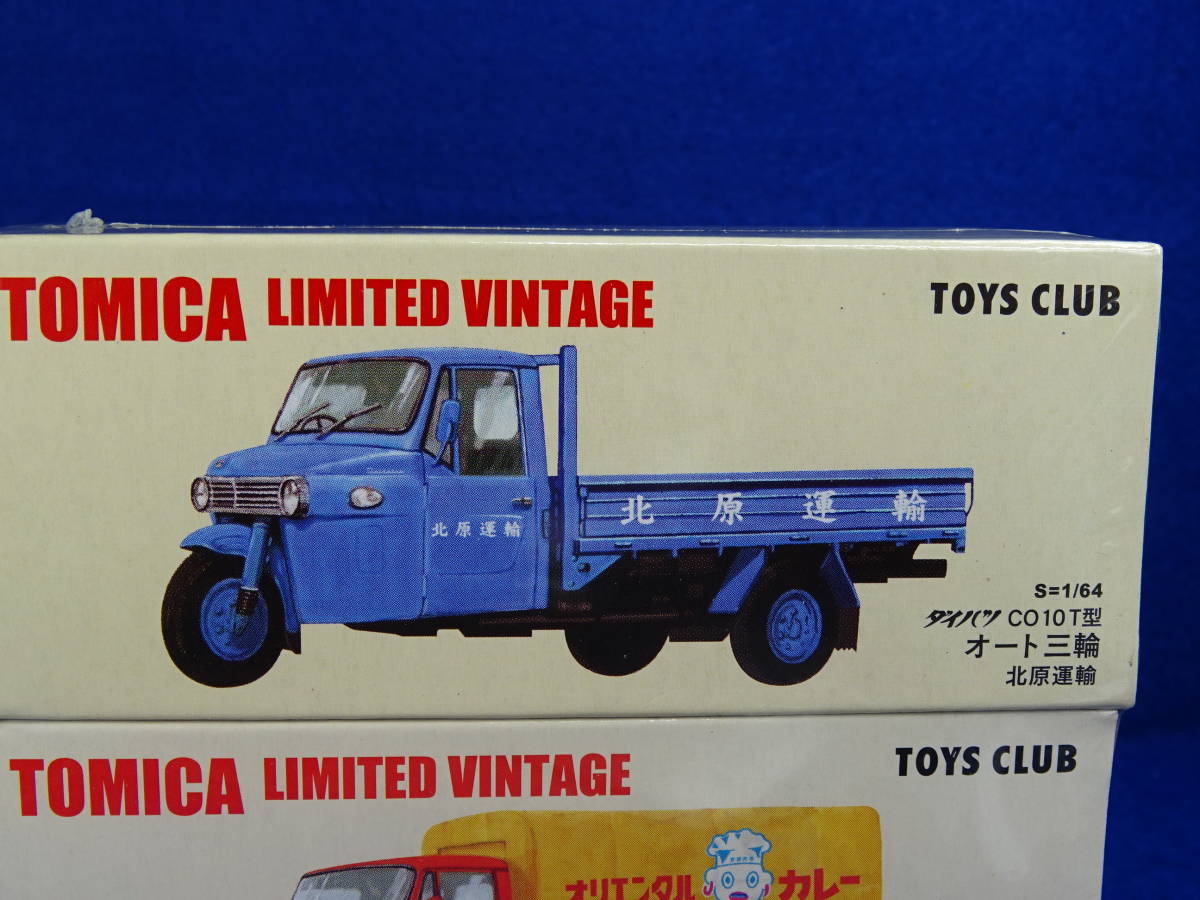 TOMICA LIMITED VINTAGE
TOYS CLUB
北原運輸
北原運輸
S=1/64
ダイハツ CO10T型
オート三輪
北原運輸
TOMICA LIMITED VINTAGE
TOYS CLUB
オリエンタル カレー